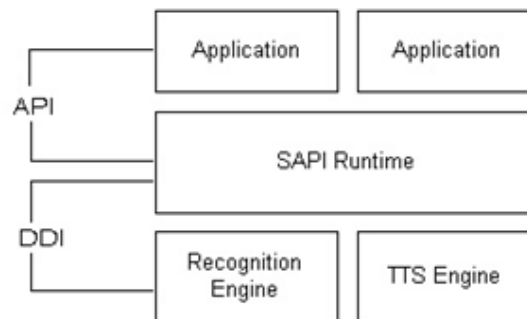 Application
Application
API
SAPI Runtime
DDI
Recognition
Engine
TTS Engine